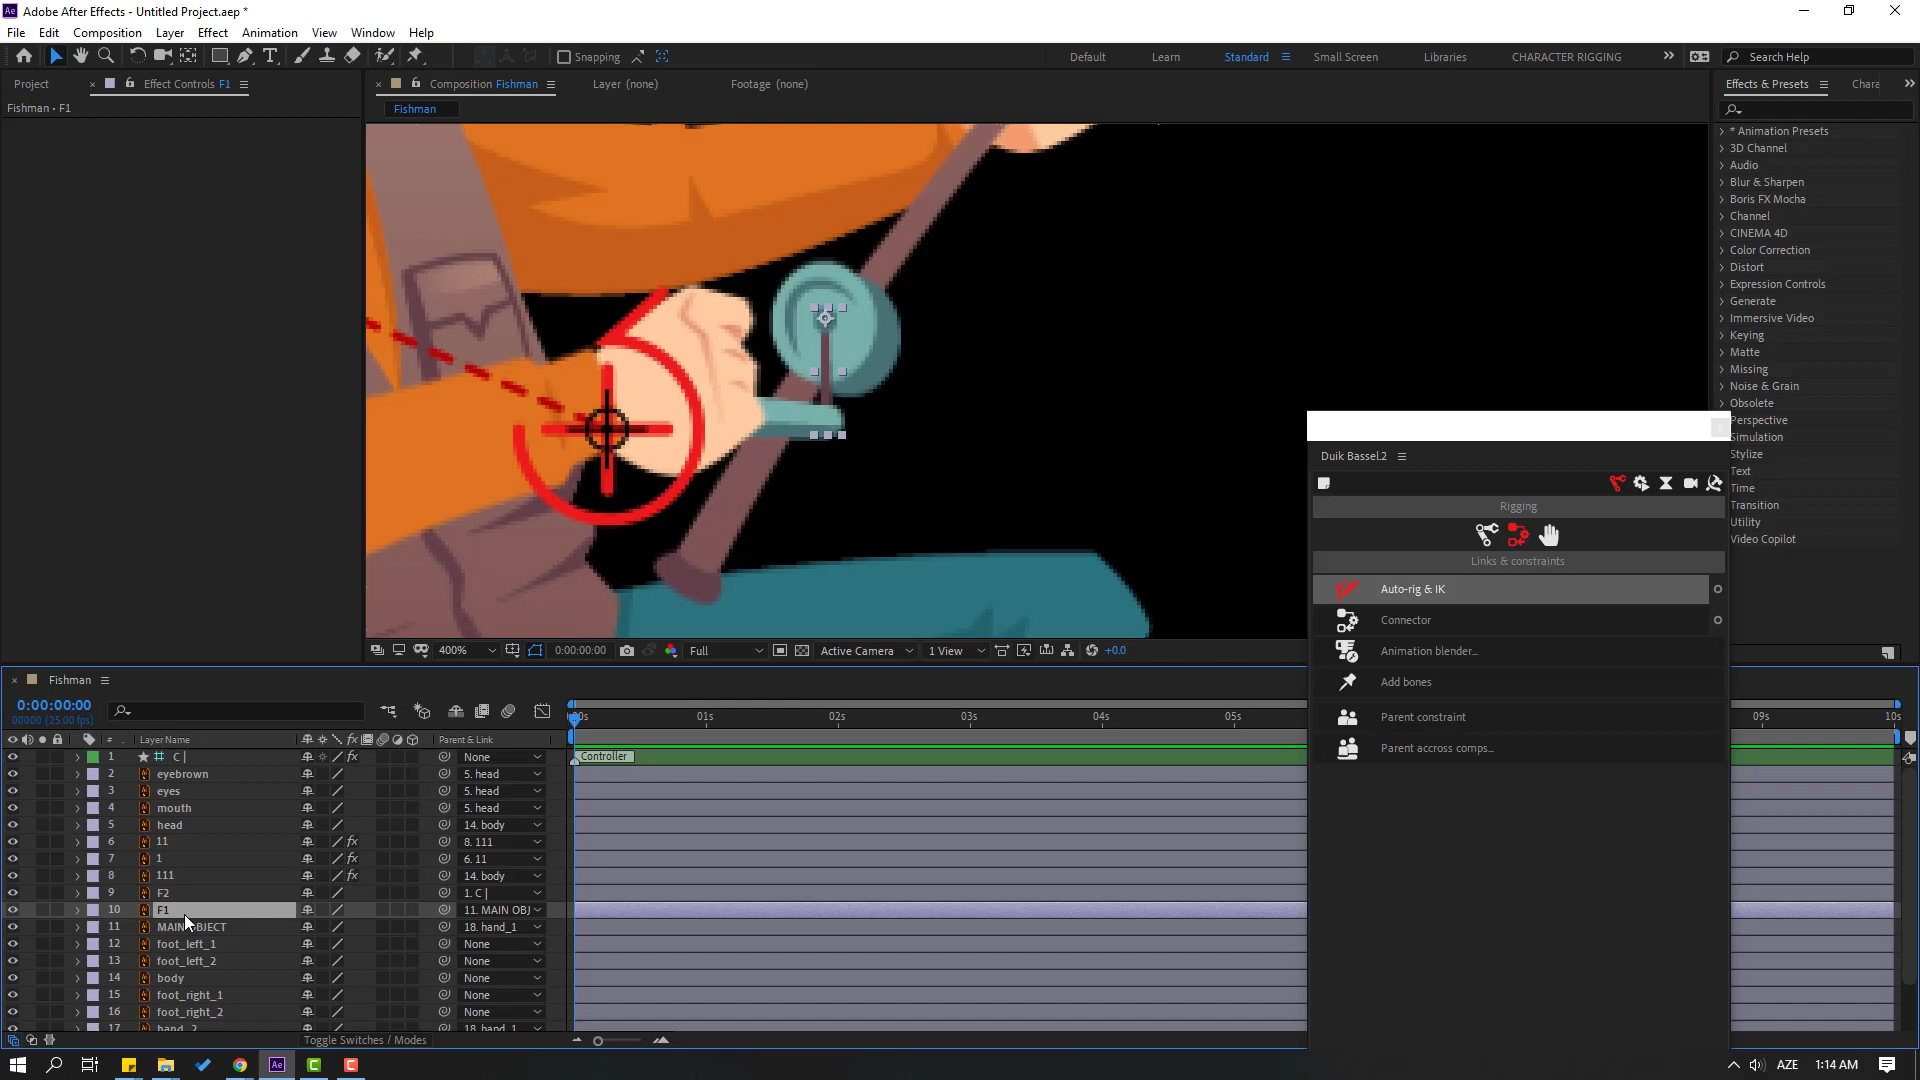 Adobe After Effects - Untitled Project.aep *
File Edit Composition Layer Effect Animation View Window Help
Snapping Default Learn Standard Small Screen Libraries CHARACTER RIGGING Search Help
Project Effect Controls F1 Composition Fishman Layer (none) Footage (none) Effects & Presets Chara
Fishman • F1
Fishman
* Animation Presets
3D Channel
Audio
Blur & Sharpen
Boris FX Mocha
Channel
CINEMA 4D
Color Correction
Distort
Expression Controls
Generate
Immersive Video
Keying
Matte
Missing
Noise & Grain
Obsolete
Perspective
Simulation
Stylize
Text
Time
Transition
Utility
Video Copilot
Duik Bassel.2
Rigging
Links & constraints
Auto-rig & IK
Connector
Animation blender...
Add bones
Parent constraint
Parent accross comps...
400% 0:00:00:00 Full Active Camera 1 View +0.0
Fishman
0:00:00:00
00000 (25.00 fps)
00s 01s 02s 03s 04s 05s 09s 10s
# Layer Name Parent & Link
1 C | None Controller
2 eyebrown 5. head
3 eyes 5. head
4 mouth 5. head
5 head 14. body
6 11 8. 111
7 1 6. 11
8 111 14. body
9 F2 1. C |
10 F1 11. MAIN OBJ
11 MAIN OBJECT 18. hand_1
12 foot_left_1 None
13 foot_left_2 None
14 body None
15 foot_right_1 None
16 foot_right_2 None
17 hand_2 18. hand_1
Toggle Switches / Modes
AZE 1:14 AM